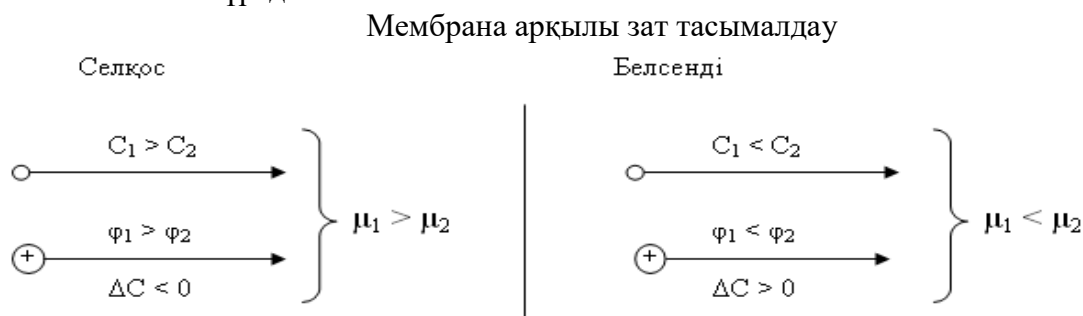 Мембрана арқылы зат тасымалдау
Селқос
Белсенді
C₁ > C₂
φ₁ > φ₂
ΔC < 0
μ₁ > μ₂
C₁ < C₂
φ₁ < φ₂
ΔC > 0
μ₁ < μ₂
+
+